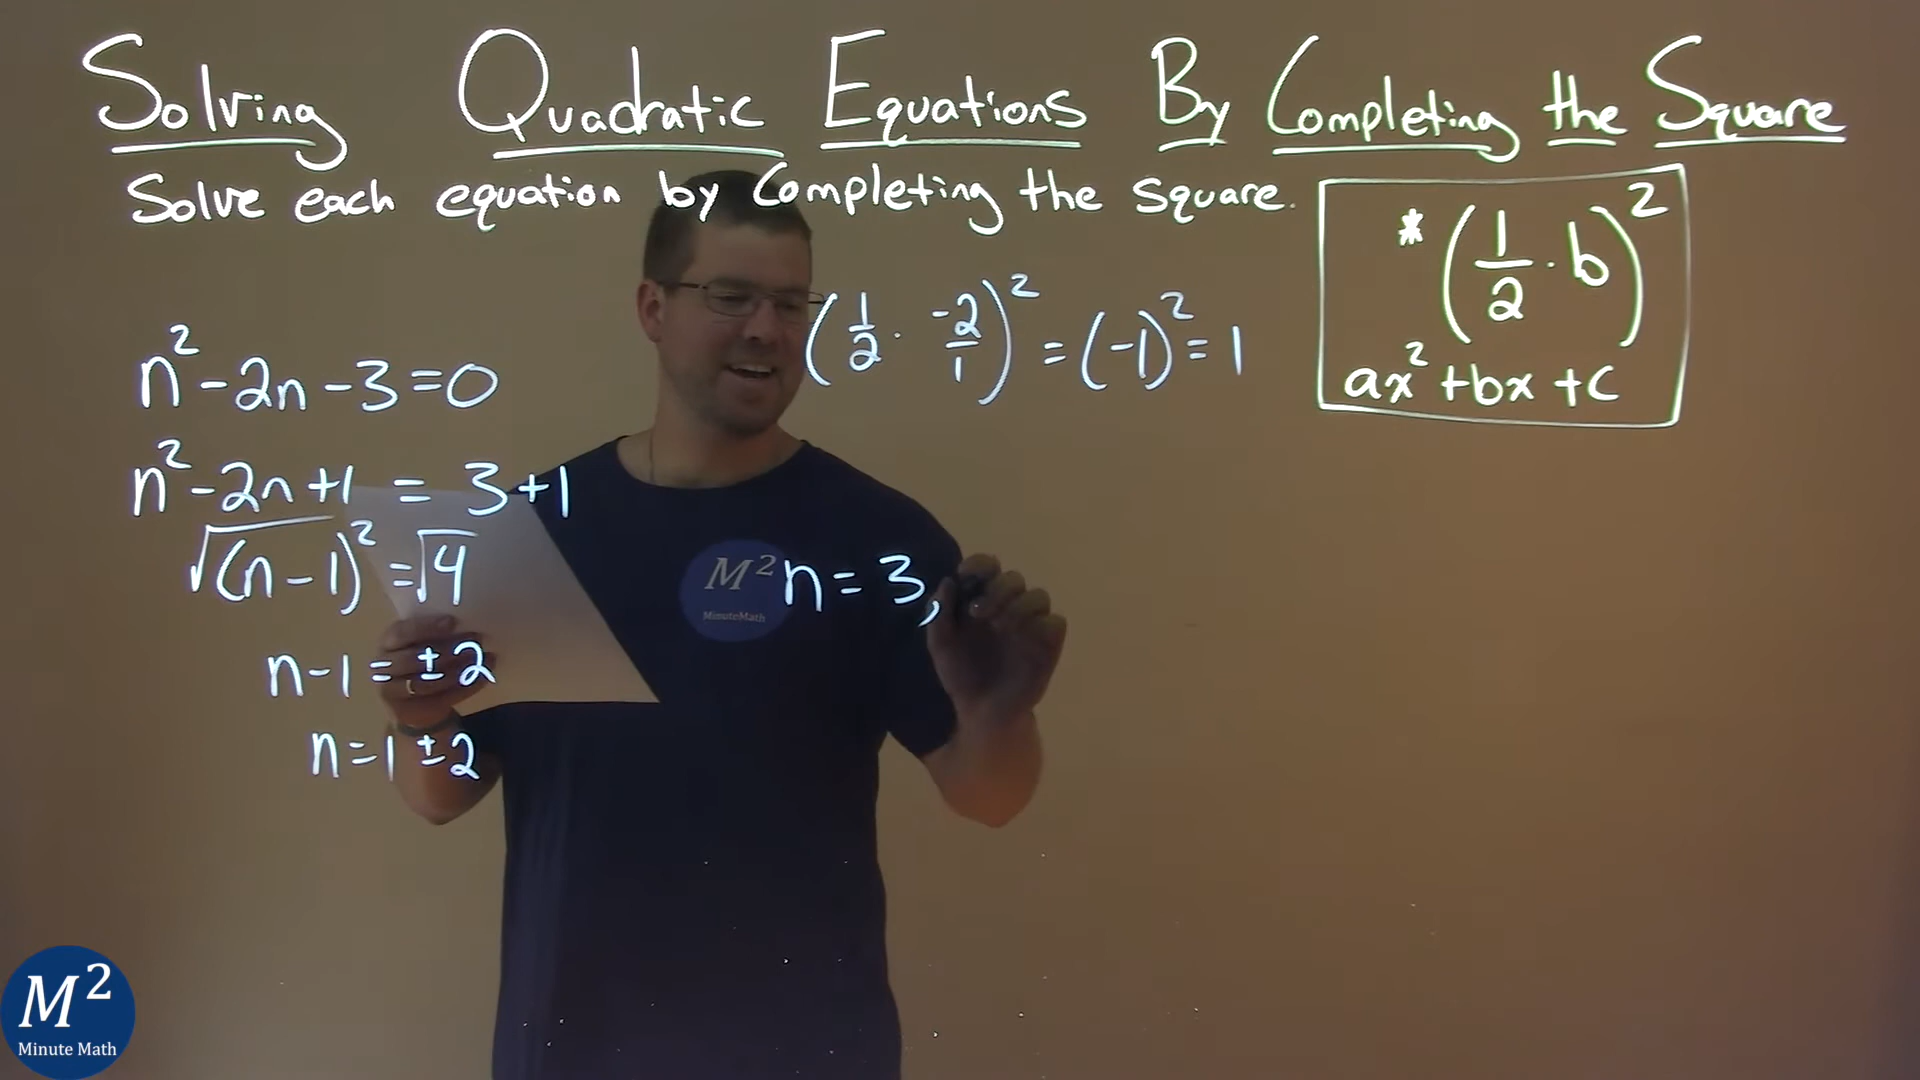 Solving Quadratic Equations By Completing the Square
Solve each equation by Completing the square.
* (1/2 · b)²
ax² + bx + c
(1/2 · -2/1)² = (-1)² = 1
n² - 2n - 3 = 0
n² - 2n + 1 = 3 + 1
√(n - 1)² = √4
n - 1 = ± 2
n = 1 ± 2
n = 3,
M²
MinuteMath
M²
Minute Math